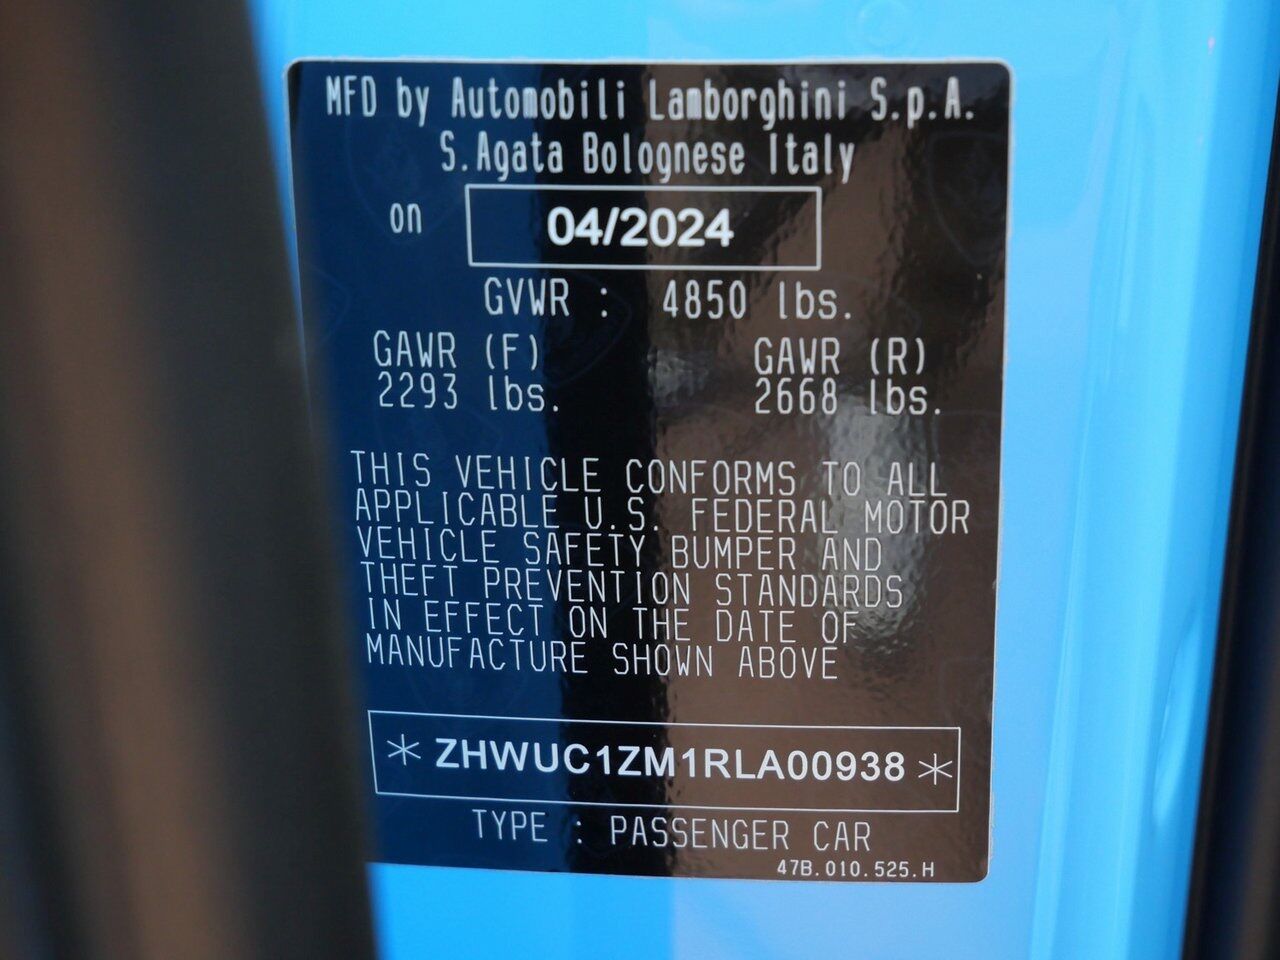 MFD by Automobili Lamborghini S.p.A.
S.Agata Bolognese Italy
on 04/2024
GVWR : 4850 lbs.
GAWR (F) GAWR (R)
2293 lbs. 2668 lbs.
THIS VEHICLE CONFORMS TO ALL
APPLICABLE U.S. FEDERAL MOTOR
VEHICLE SAFETY BUMPER AND
THEFT PREVENTION STANDARDS
IN EFFECT ON THE DATE OF
MANUFACTURE SHOWN ABOVE
* ZHWUC1ZM1RLA00938 *
TYPE : PASSENGER CAR
47B.010.525.H